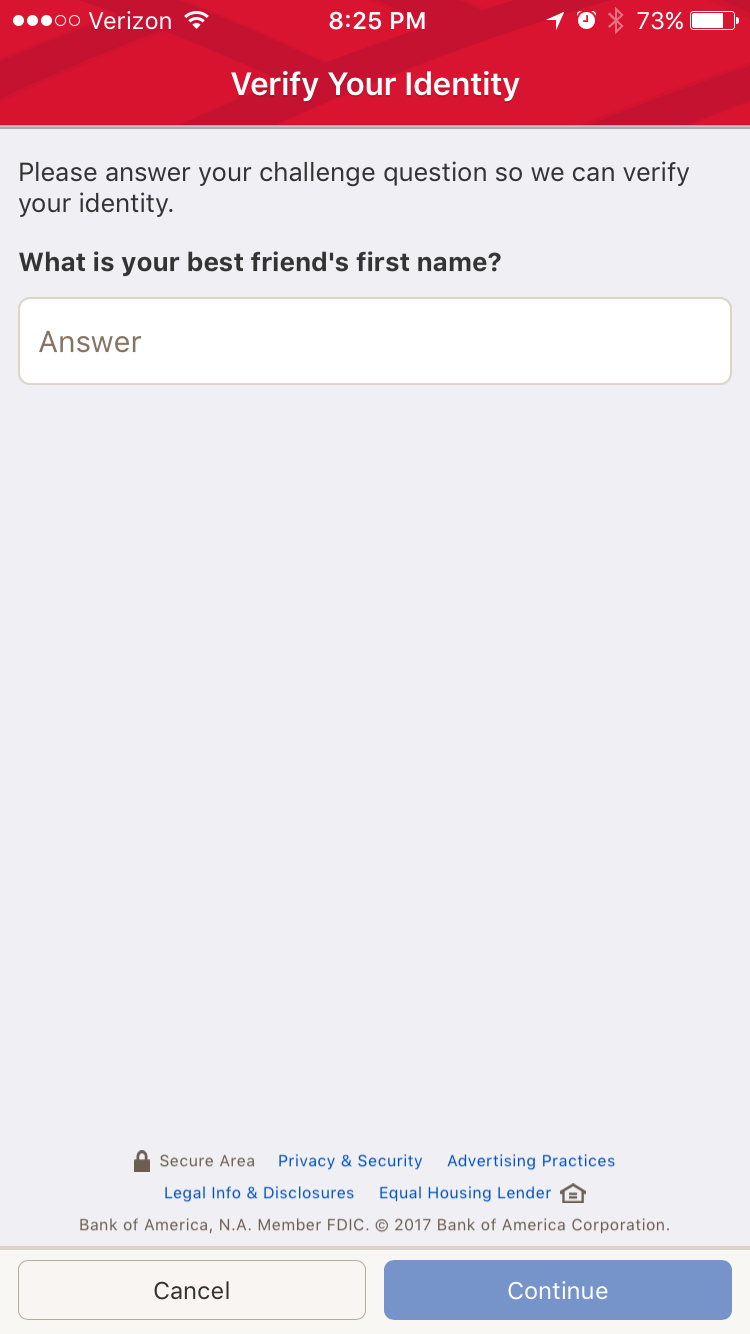 Verizon 8:25 PM 73%
Verify Your Identity
Please answer your challenge question so we can verify
your identity.
What is your best friend's first name?
Answer
Secure Area Privacy & Security Advertising Practices
Legal Info & Disclosures Equal Housing Lender
Bank of America, N.A. Member FDIC. © 2017 Bank of America Corporation.
Cancel Continue